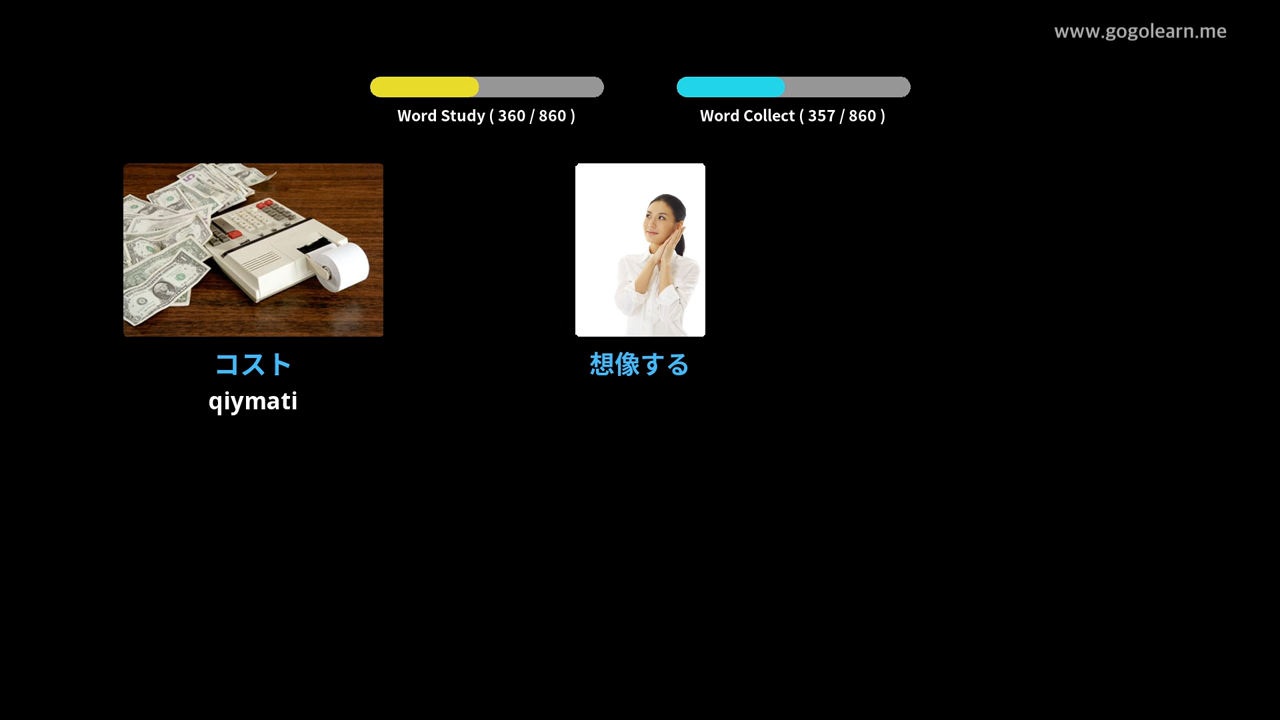 www.gogolearn.me
Word Study ( 360 / 860 )
Word Collect ( 357 / 860 )
コスト
qiymati
想像する